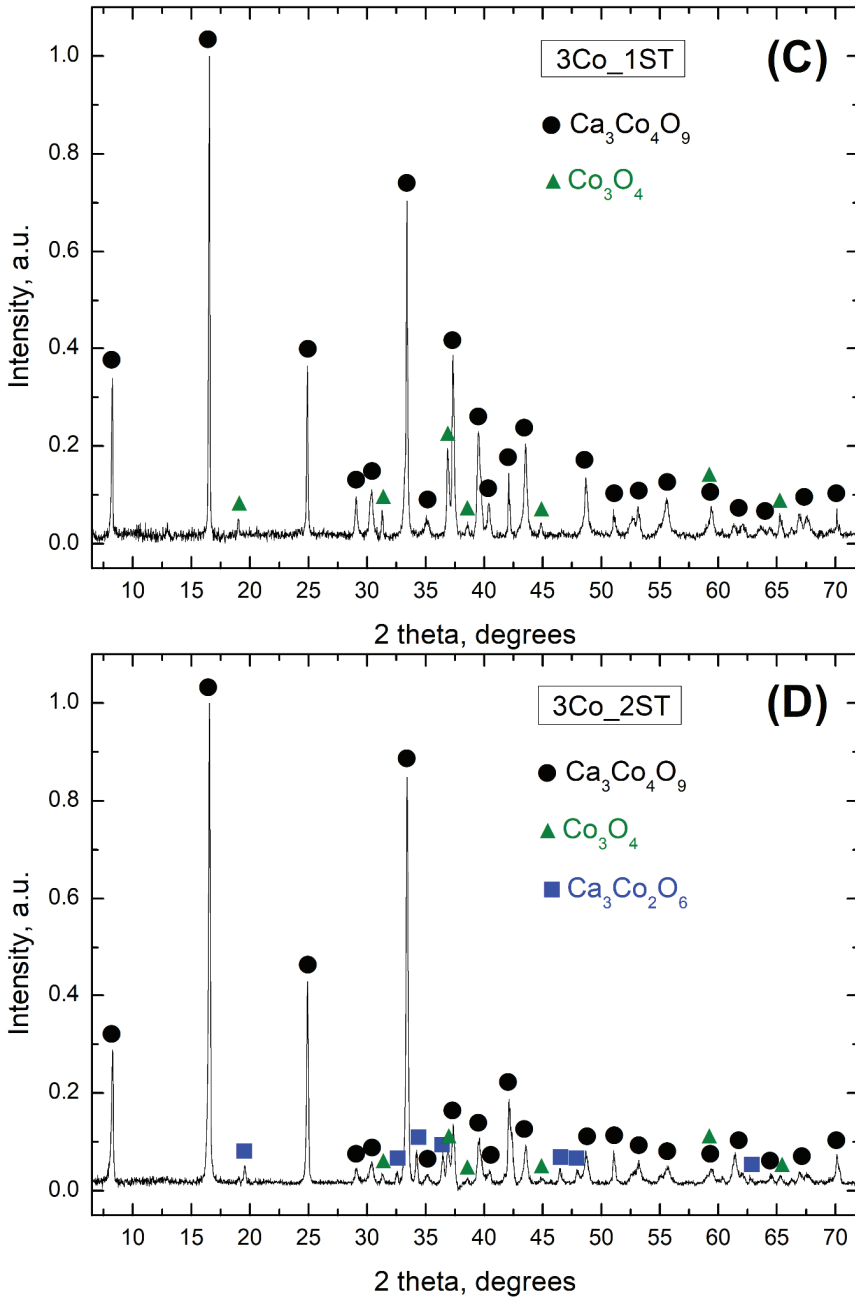 3Co_1ST
(C)
Ca₃Co₄O₉
Co₃O₄
1.0
0.8
0.6
0.4
0.2
0.0
Intensity, a.u.
10 15 20 25 30 35 40 45 50 55 60 65 70
2 theta, degrees
3Co_2ST
(D)
Ca₃Co₄O₉
Co₃O₄
Ca₃Co₂O₆
1.0
0.8
0.6
0.4
0.2
0.0
Intensity, a.u.
10 15 20 25 30 35 40 45 50 55 60 65 70
2 theta, degrees